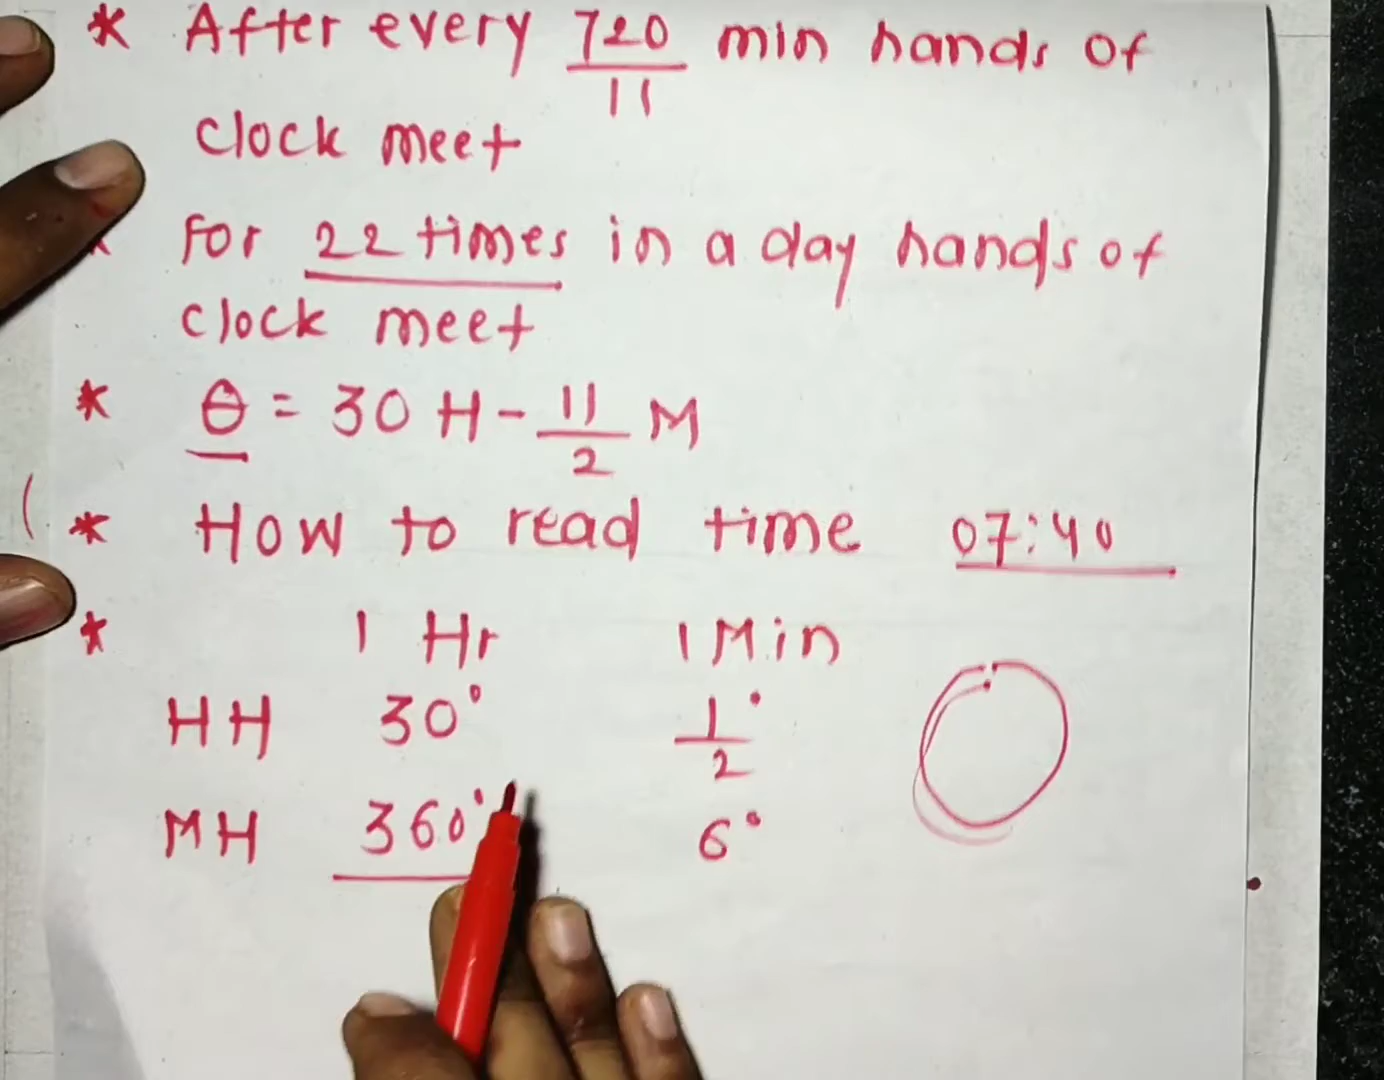 * After every 720/11 min hands of
clock meet
* For 22 times in a day hands of
clock meet
* θ = 30 H - 11/2 M
* How to read time 07:40
* 1 Hr 1 Min
HH 30° 1/2°
MH 360° 6°